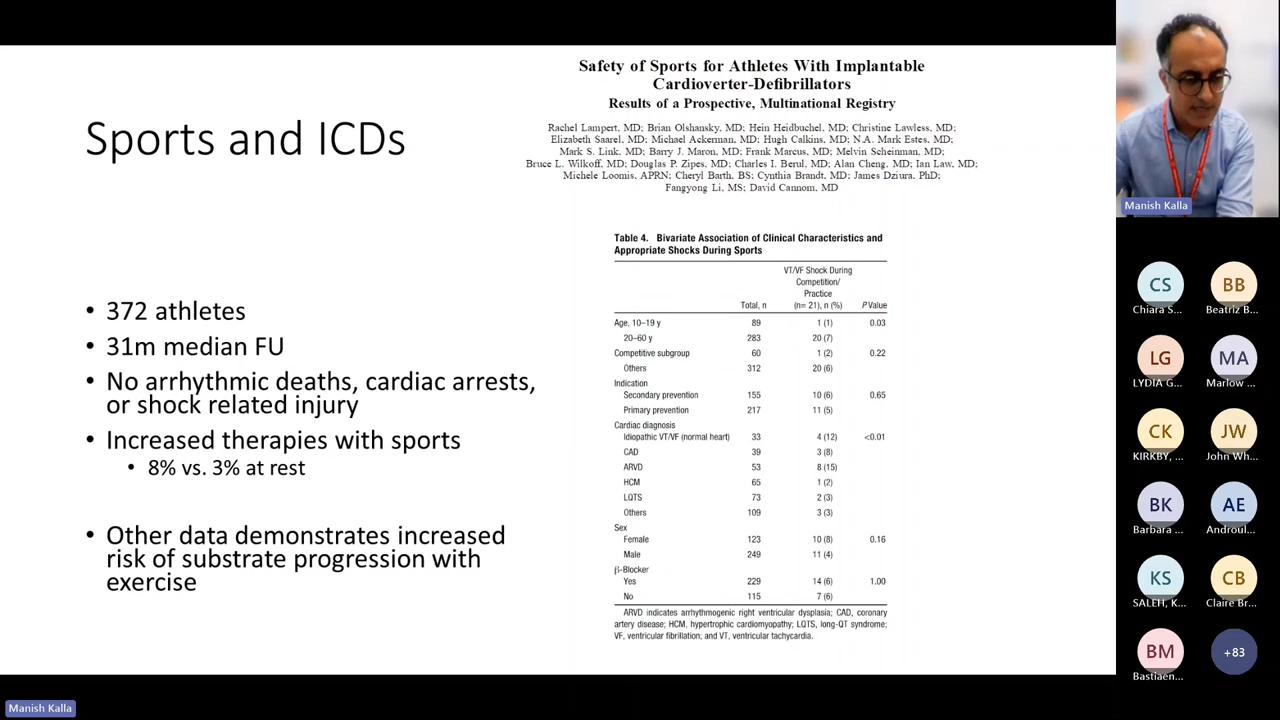 Sports and ICDs
• 372 athletes
• 31m median FU
• No arrhythmic deaths, cardiac arrests,
or shock related injury
• Increased therapies with sports
• 8% vs. 3% at rest
• Other data demonstrates increased
risk of substrate progression with
exercise
Safety of Sports for Athletes With Implantable
Cardioverter-Defibrillators
Results of a Prospective, Multinational Registry
Rachel Lampert, MD; Brian Olshansky, MD; Hein Heidbuchel, MD; Christine Lawless, MD;
Elizabeth Saarel, MD; Michael Ackerman, MD; Hugh Calkins, MD; N.A. Mark Estes, MD;
Mark S. Link, MD; Barry J. Maron, MD; Frank Marcus, MD; Melvin Scheinman, MD;
Bruce L. Wilkoff, MD; Douglas P. Zipes, MD; Charles I. Berul, MD; Alan Cheng, MD; Ian Law, MD;
Michele Loomis, APRN; Cheryl Barth, BS; Cynthia Brandt, MD; James Dziura, PhD;
Fangyong Li, MS; David Cannom, MD
Table 4. Bivariate Association of Clinical Characteristics and
Appropriate Shocks During Sports
VT/VF Shock During
Competition/
Practice
Total, n (n= 21), n (%) P Value
Age, 10–19 y 89 1 (1) 0.03
20–60 y 283 20 (7)
Competitive subgroup 60 1 (2) 0.22
Others 312 20 (6)
Indication
Secondary prevention 155 10 (6) 0.65
Primary prevention 217 11 (5)
Cardiac diagnosis
Idiopathic VT/VF (normal heart) 33 4 (12) <0.01
CAD 39 3 (8)
ARVD 53 8 (15)
HCM 65 1 (2)
LQTS 73 2 (3)
Others 109 3 (3)
Sex
Female 123 10 (8) 0.16
Male 249 11 (4)
β-Blocker
Yes 229 14 (6) 1.00
No 115 7 (6)
ARVD indicates arrhythmogenic right ventricular dysplasia; CAD, coronary
artery disease; HCM, hypertrophic cardiomyopathy; LQTS, long-QT syndrome;
VF, ventricular fibrillation; and VT, ventricular tachycardia.
Manish Kalla
CS BB
Chiara S... Beatriz B...
LG MA
LYDIA G... Marlow ...
CK JW
KIRKBY, ... John Wh...
BK AE
Barbara ... Androul...
KS CB
SALEH, K... Claire Br...
BM +83
Bastiaen...
Manish Kalla